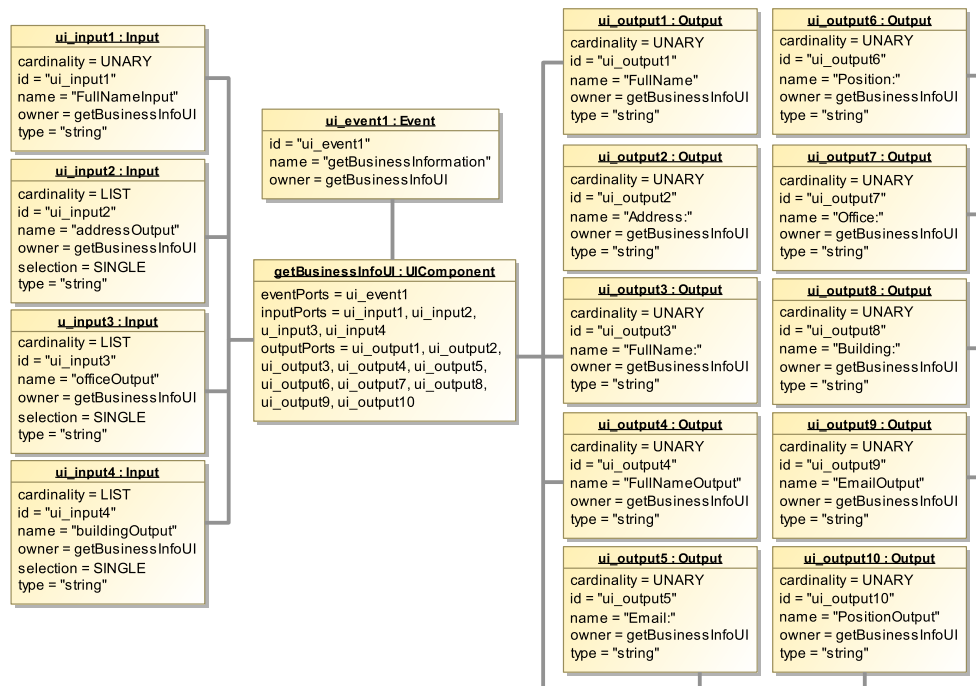 ui_input1 : Input
cardinality = UNARY
id = "ui_input1"
name = "FullNameInput"
owner = getBusinessInfoUI
type = "string"
ui_input2 : Input
cardinality = LIST
id = "ui_input2"
name = "addressOutput"
owner = getBusinessInfoUI
selection = SINGLE
type = "string"
u_input3 : Input
cardinality = LIST
id = "ui_input3"
name = "officeOutput"
owner = getBusinessInfoUI
selection = SINGLE
type = "string"
ui_input4 : Input
cardinality = LIST
id = "ui_input4"
name = "buildingOutput"
owner = getBusinessInfoUI
selection = SINGLE
type = "string"
ui_event1 : Event
id = "ui_event1"
name = "getBusinessInformation"
owner = getBusinessInfoUI
getBusinessInfoUI : UIComponent
eventPorts = ui_event1
inputPorts = ui_input1, ui_input2,
u_input3, ui_input4
outputPorts = ui_output1, ui_output2,
ui_output3, ui_output4, ui_output5,
ui_output6, ui_output7, ui_output8,
ui_output9, ui_output10
ui_output1 : Output
cardinality = UNARY
id = "ui_output1"
name = "FullName"
owner = getBusinessInfoUI
type = "string"
ui_output2 : Output
cardinality = UNARY
id = "ui_output2"
name = "Address:"
owner = getBusinessInfoUI
type = "string"
ui_output3 : Output
cardinality = UNARY
id = "ui_output3"
name = "FullName:"
owner = getBusinessInfoUI
type = "string"
ui_output4 : Output
cardinality = UNARY
id = "ui_output4"
name = "FullNameOutput"
owner = getBusinessInfoUI
type = "string"
ui_output5 : Output
cardinality = UNARY
id = "ui_output5"
name = "Email:"
owner = getBusinessInfoUI
type = "string"
ui_output6 : Output
cardinality = UNARY
id = "ui_output6"
name = "Position:"
owner = getBusinessInfoUI
type = "string"
ui_output7 : Output
cardinality = UNARY
id = "ui_output7"
name = "Office:"
owner = getBusinessInfoUI
type = "string"
ui_output8 : Output
cardinality = UNARY
id = "ui_output8"
name = "Building:"
owner = getBusinessInfoUI
type = "string"
ui_output9 : Output
cardinality = UNARY
id = "ui_output9"
name = "EmailOutput"
owner = getBusinessInfoUI
type = "string"
ui_output10 : Output
cardinality = UNARY
id = "ui_output10"
name = "PositionOutput"
owner = getBusinessInfoUI
type = "string"